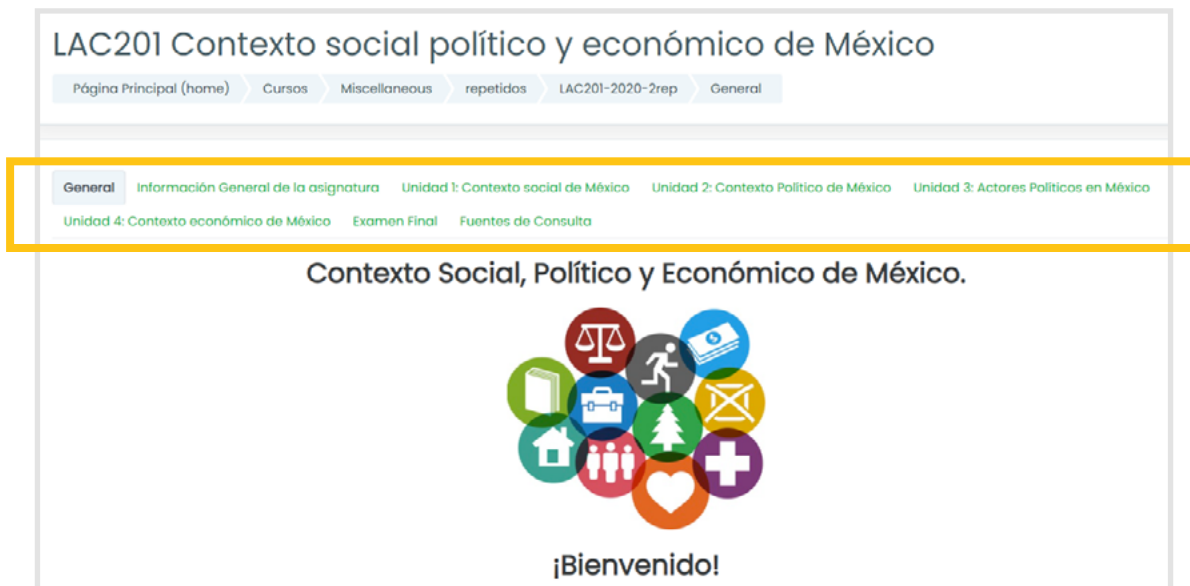 LAC201 Contexto social político y económico de México
Página Principal (home) Cursos Miscellaneous repetidos LAC201-2020-2rep General
General Información General de la asignatura Unidad 1: Contexto social de México Unidad 2: Contexto Político de México Unidad 3: Actores Políticos en México
Unidad 4: Contexto económico de México Examen Final Fuentes de Consulta
Contexto Social, Político y Económico de México.
¡Bienvenido!